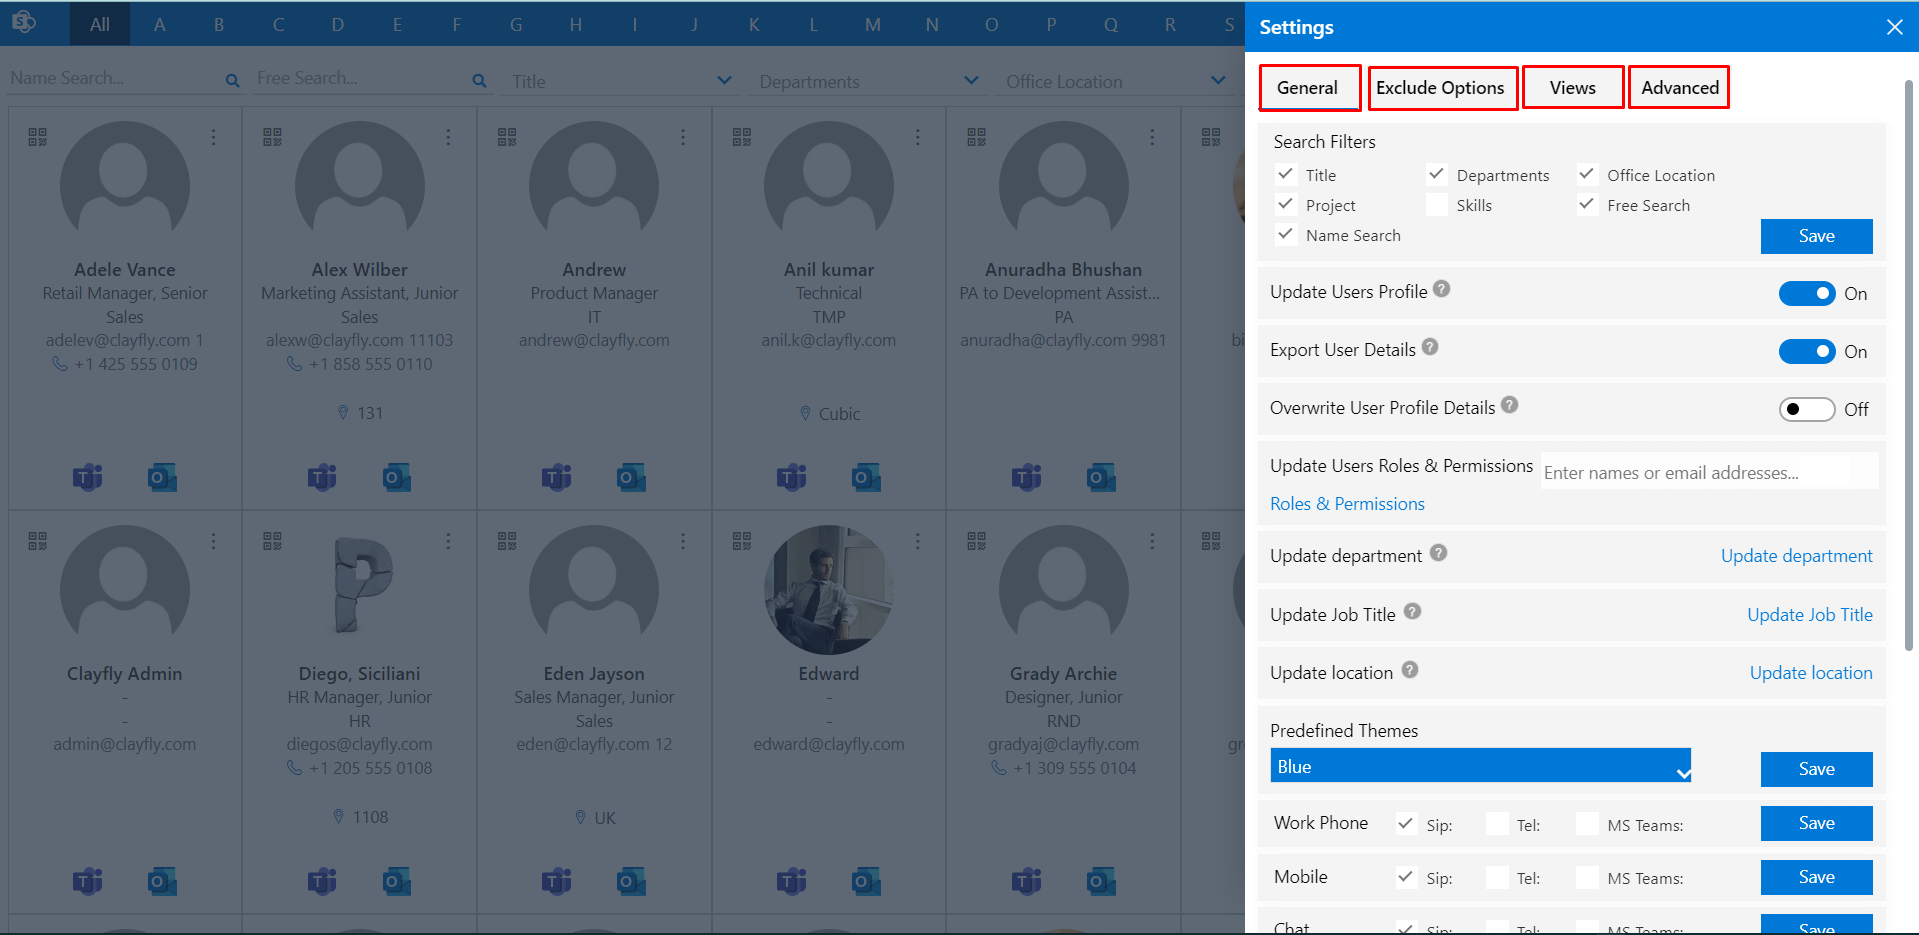 All A B C D E F G H I J K L M N O P Q R S
Settings
Name Search... Free Search... Title Departments Office Location
General Exclude Options Views Advanced
Search Filters
Title Departments Office Location
Project Skills Free Search
Name Search
Save
Update Users Profile ? On
Export User Details ? On
Overwrite User Profile Details ? Off
Update Users Roles & Permissions Enter names or email addresses...
Roles & Permissions
Update department ? Update department
Update Job Title ? Update Job Title
Update location ? Update location
Predefined Themes
Blue Save
Work Phone Sip: Tel: MS Teams: Save
Mobile Sip: Tel: MS Teams: Save
Chat Sip: Tel: MS Teams: Save
Adele Vance
Retail Manager, Senior
Sales
adelev@clayfly.com 1
+1 425 555 0109
Alex Wilber
Marketing Assistant, Junior
Sales
alexw@clayfly.com 11103
+1 858 555 0110
131
Andrew
Product Manager
IT
andrew@clayfly.com
Anil kumar
Technical
TMP
anil.k@clayfly.com
Cubic
Anuradha Bhushan
PA to Development Assist...
PA
anuradha@clayfly.com 9981
bi
Clayfly Admin
-
-
admin@clayfly.com
Diego, Siciliani
HR Manager, Junior
HR
diegos@clayfly.com
+1 205 555 0108
1108
Eden Jayson
Sales Manager, Junior
Sales
eden@clayfly.com 12
UK
Edward
-
-
edward@clayfly.com
Grady Archie
Designer, Junior
RND
gradyaj@clayfly.com
+1 309 555 0104
gr